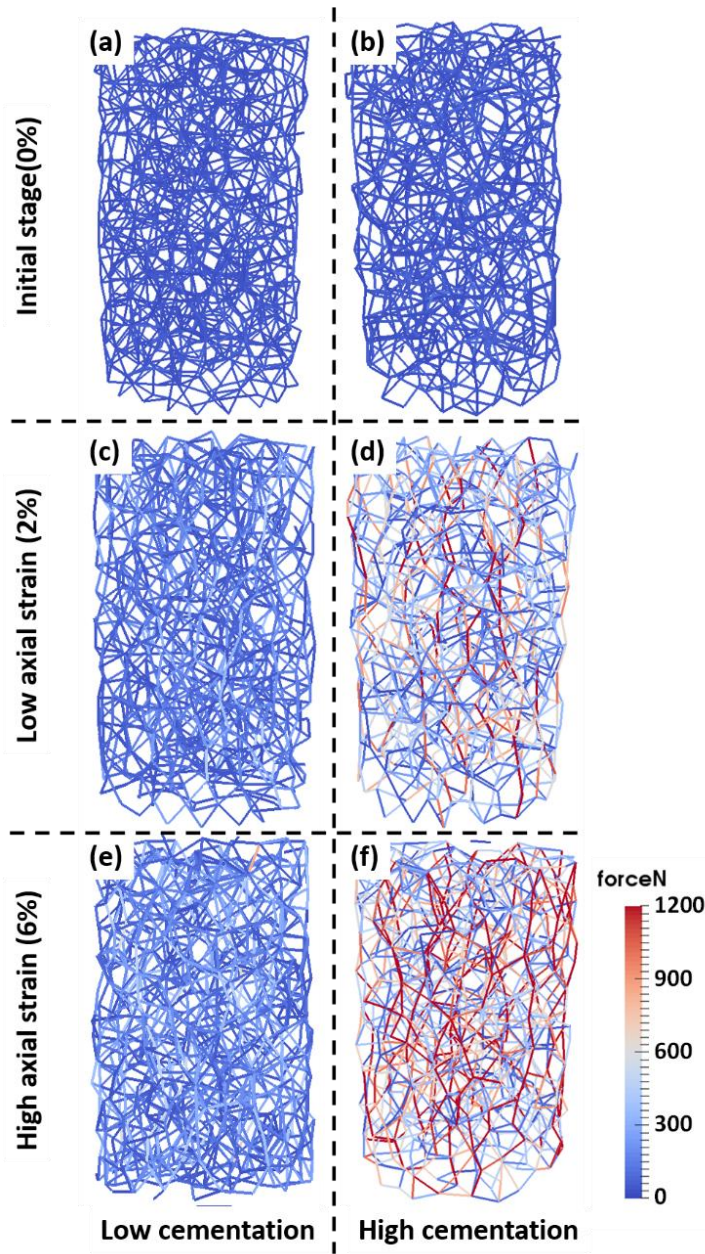 (a)
(b)
Initial stage(0%)
(c)
(d)
Low axial strain (2%)
(e)
(f)
High axial strain (6%)
forceN
1200
900
600
300
0
Low cementation
High cementation